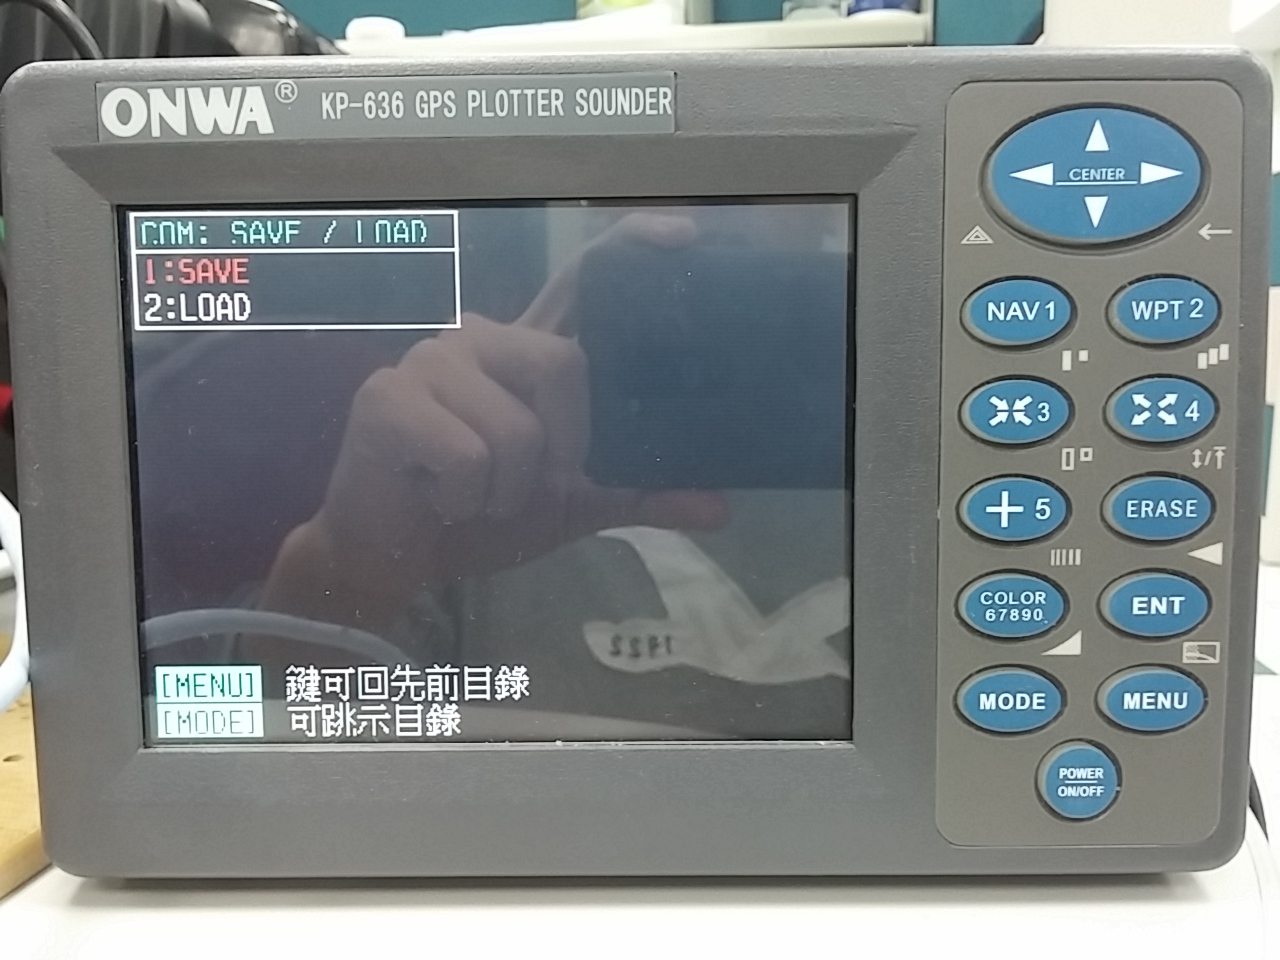 ONWA® KP-636 GPS PLOTTER SOUNDER
COM: SAVE / LOAD
1:SAVE
2:LOAD
[MENU] 鍵可回先前目錄
[MODE] 可跳示目錄
CENTER
NAV 1
WPT 2
3
4
5
ERASE
COLOR
67890
ENT
MODE
MENU
POWER
ON/OFF